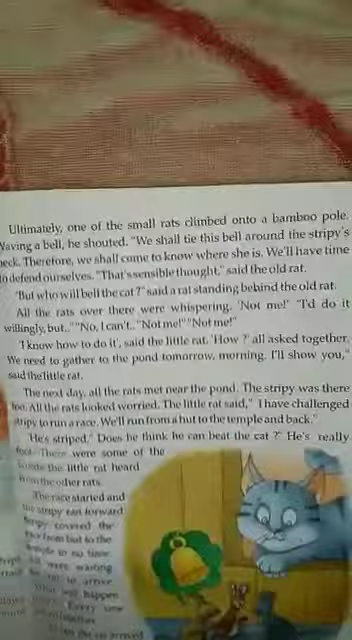 Ultimately, one of the small rats climbed onto a bamboo pole.
Waving a bell, he shouted. "We shall tie this bell around the stripy's
neck. Therefore, we shall come to know where she is. We'll have time
to defend ourselves. "That's sensible thought," said the old rat.
"But who will bell the cat ?" said a rat standing behind the old rat.
All the rats over there were whispering. 'Not me!' "I'd do it
willingly, but.." "No, I can't.." "Not me!" "Not me!"
'I know how to do it', said the little rat. 'How ?' all asked together.
We need to gather to the pond tomorrow, morning. I'll show you,"
said the little rat.
The next day, all the rats met near the pond. The stripy was there
too. All the rats looked worried. The little rat said," I have challenged
stripy to run a race. We'll run from a hut to the temple and back."
'He's striped." Does he think he can beat the cat ?' He's really
There were some of the
the little rat heard
from the other rats.
The race started and
the stripy ran forward
covered the
from hut to the
to no time
were waiting
to arrive
happen
Every one
arrived